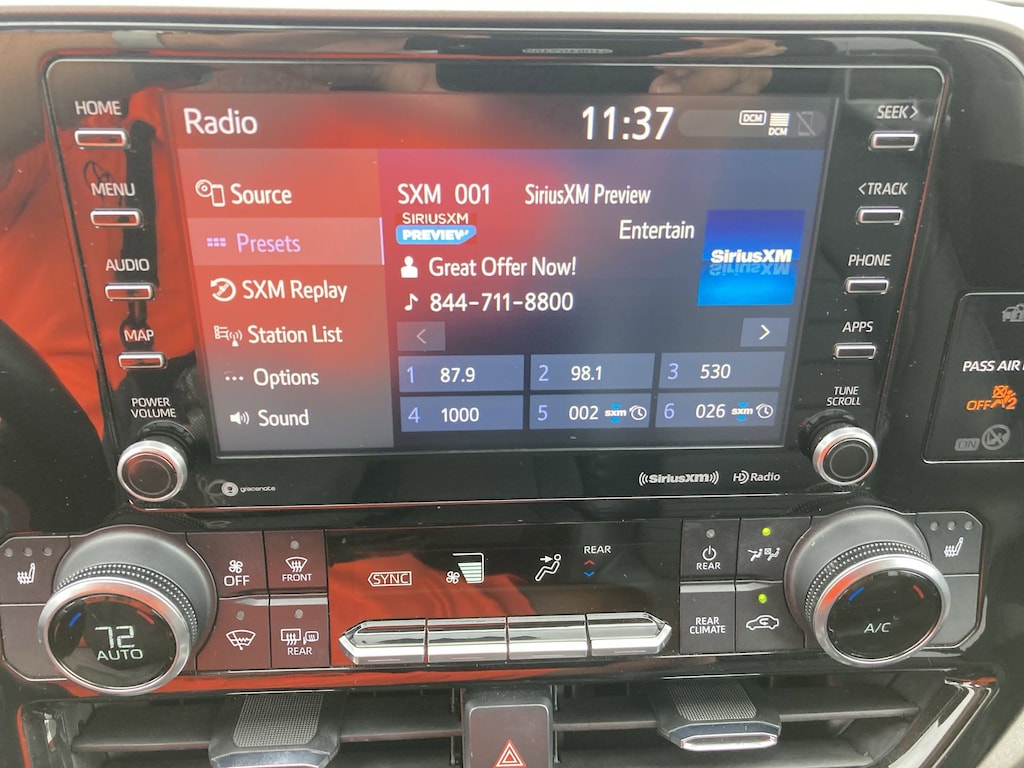 HOME
MENU
AUDIO
MAP
POWER
VOLUME
Radio
11:37
DCM
DCM
Source
Presets
SXM Replay
Station List
Options
Sound
SXM 001 SiriusXM Preview
SIRIUSXM
PREVIEW
Entertain
SiriusXM
Great Offer Now!
844-711-8800
<
>
1 87.9
2 98.1
3 530
4 1000
5 002 sxm
6 026 sxm
SEEK>
<TRACK
PHONE
APPS
TUNE
SCROLL
gracenote
((SiriusXM))
HD Radio
PASS AIR
OFF 2
ON
72
AUTO
OFF
FRONT
REAR
SYNC
REAR
REAR
REAR
CLIMATE
A/C